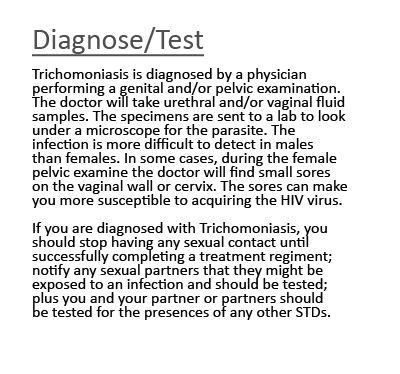 Diagnose/Test
Trichomoniasis is diagnosed by a physician
performing a genital and/or pelvic examination.
The doctor will take urethral and/or vaginal fluid
samples. The specimens are sent to a lab to look
under a microscope for the parasite. The
infection is more difficult to detect in males
than females. In some cases, during the female
pelvic examine the doctor will find small sores
on the vaginal wall or cervix. The sores can make
you more susceptible to acquiring the HIV virus.
If you are diagnosed with Trichomoniasis, you
should stop having any sexual contact until
successfully completing a treatment regiment;
notify any sexual partners that they might be
exposed to an infection and should be tested;
plus you and your partner or partners should
be tested for the presences of any other STDs.